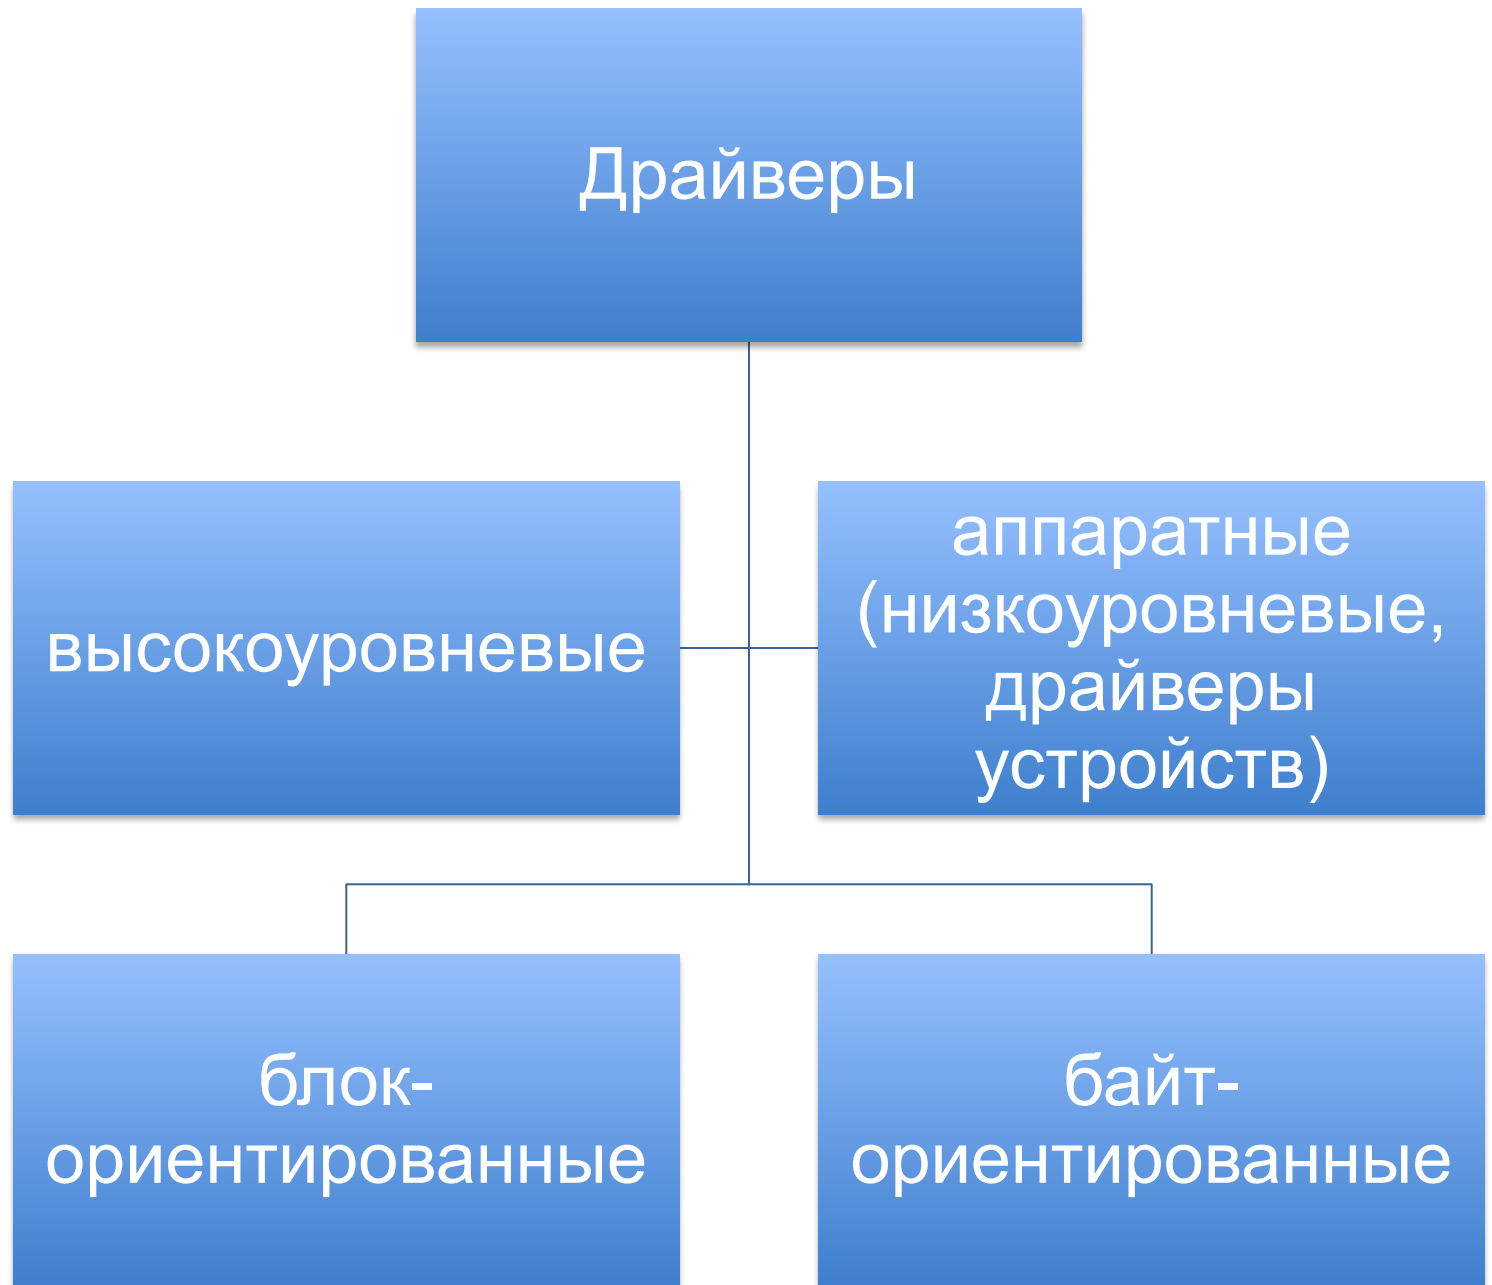 Драйверы
высокоуровневые
аппаратные
(низкоуровневые,
драйверы
устройств)
блок-
ориентированные
байт-
ориентированные